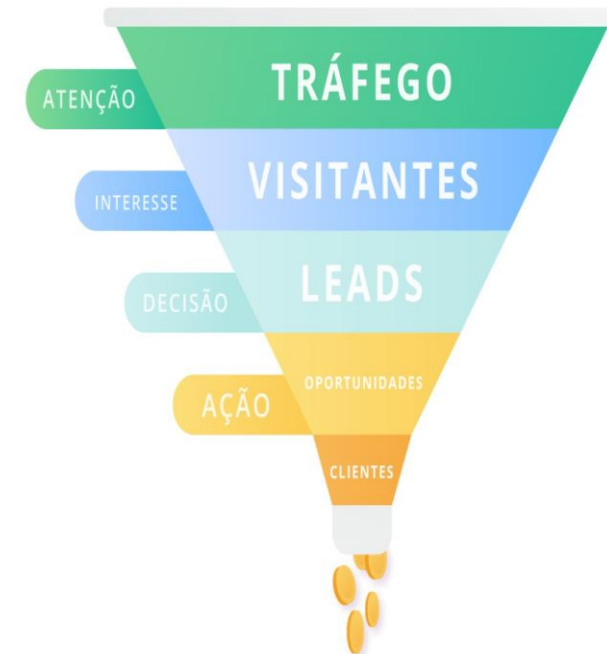 TRÁFEGO
ATENÇÃO
VISITANTES
INTERESSE
LEADS
DECISÃO
OPORTUNIDADES
AÇÃO
CLIENTES